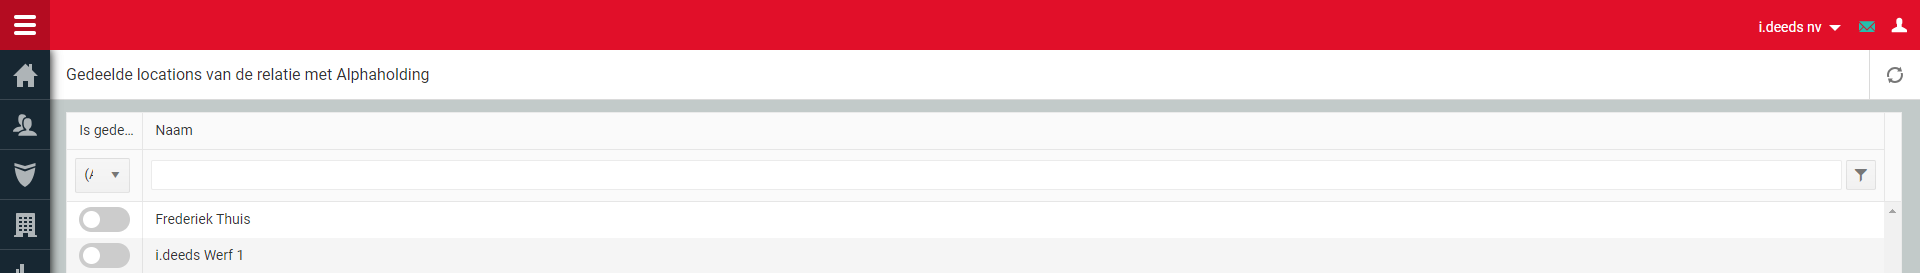 i.deeds nv
Gedeelde locations van de relatie met Alphaholding
Is gede... Naam
(A
Frederiek Thuis
i.deeds Werf 1